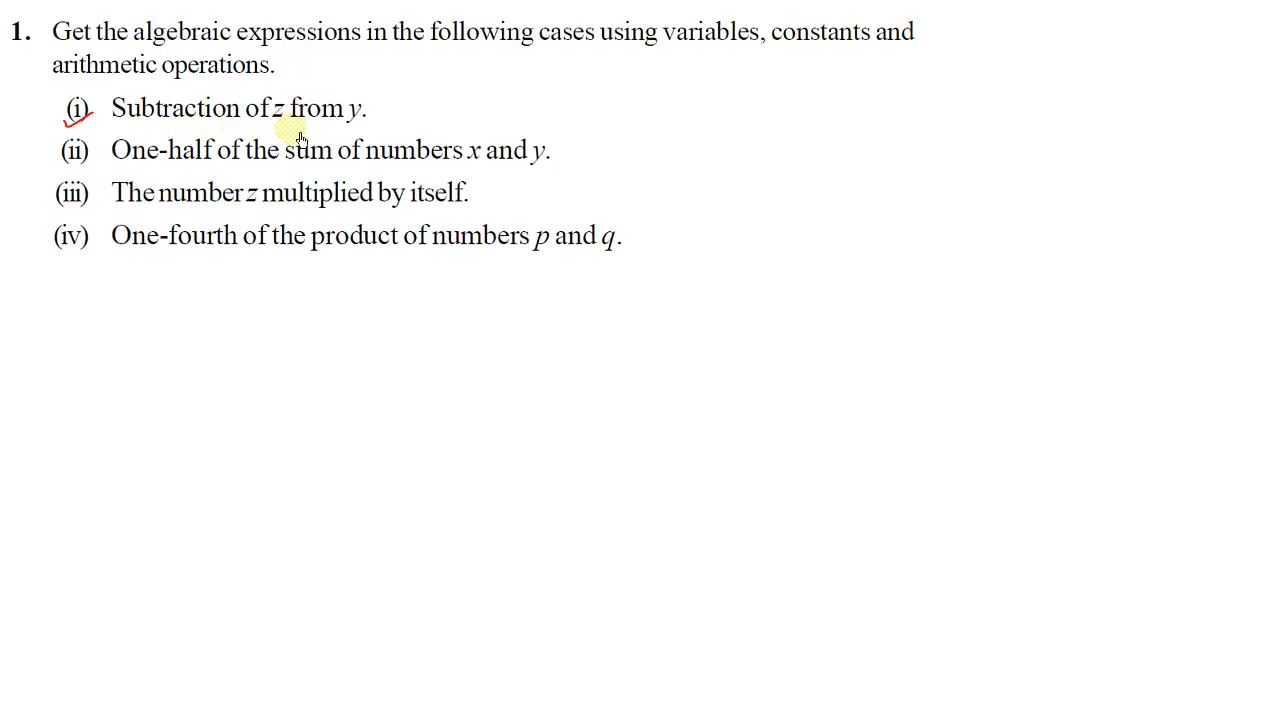 1. Get the algebraic expressions in the following cases using variables, constants and
arithmetic operations.
(i) Subtraction of z from y.
(ii) One-half of the sum of numbers x and y.
(iii) The number z multiplied by itself.
(iv) One-fourth of the product of numbers p and q.